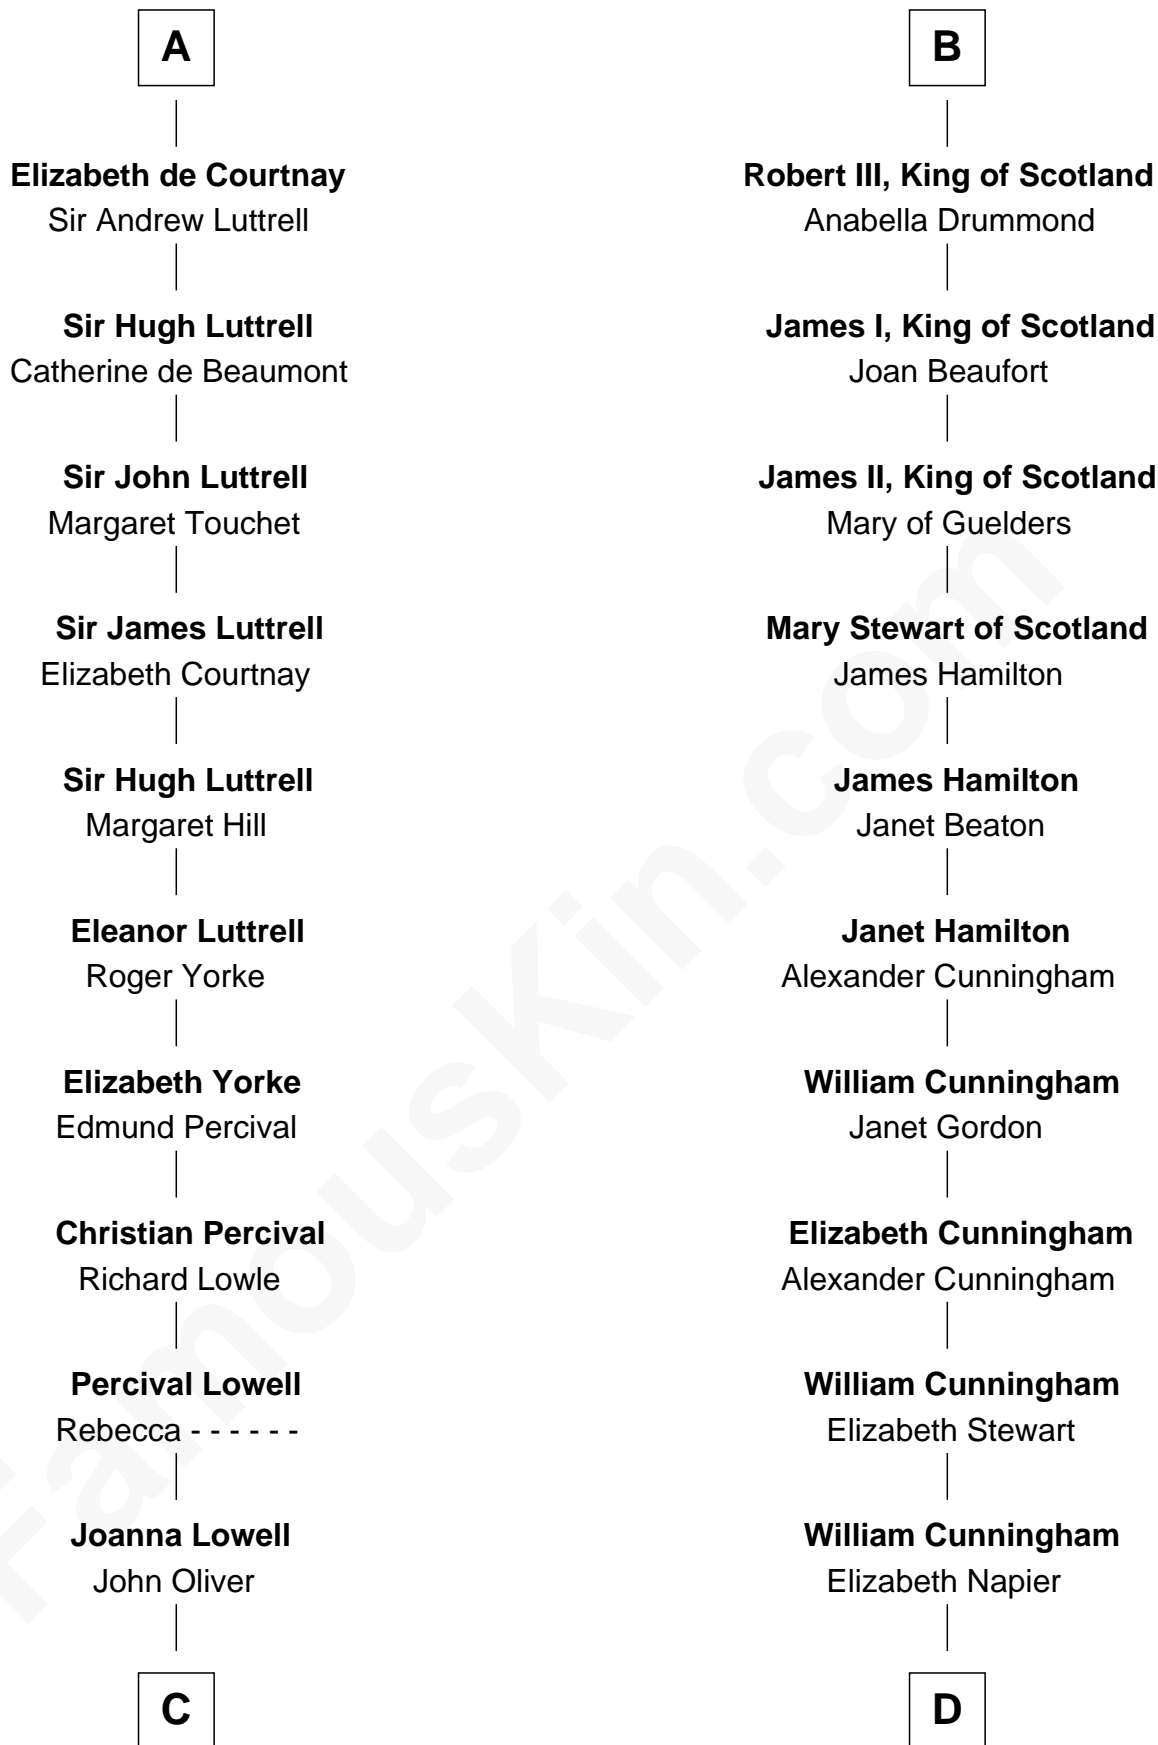 A
Elizabeth de Courtnay
Sir Andrew Luttrell
Sir Hugh Luttrell
Catherine de Beaumont
Sir John Luttrell
Margaret Touchet
Sir James Luttrell
Elizabeth Courtnay
Sir Hugh Luttrell
Margaret Hill
Eleanor Luttrell
Roger Yorke
Elizabeth Yorke
Edmund Percival
Christian Percival
Richard Lowle
Percival Lowell
Rebecca - - - - - -
Joanna Lowell
John Oliver
C
B
Robert III, King of Scotland
Anabella Drummond
James I, King of Scotland
Joan Beaufort
James II, King of Scotland
Mary of Guelders
Mary Stewart of Scotland
James Hamilton
James Hamilton
Janet Beaton
Janet Hamilton
Alexander Cunningham
William Cunningham
Janet Gordon
Elizabeth Cunningham
Alexander Cunningham
William Cunningham
Elizabeth Stewart
William Cunningham
Elizabeth Napier
D
FamousKin.com